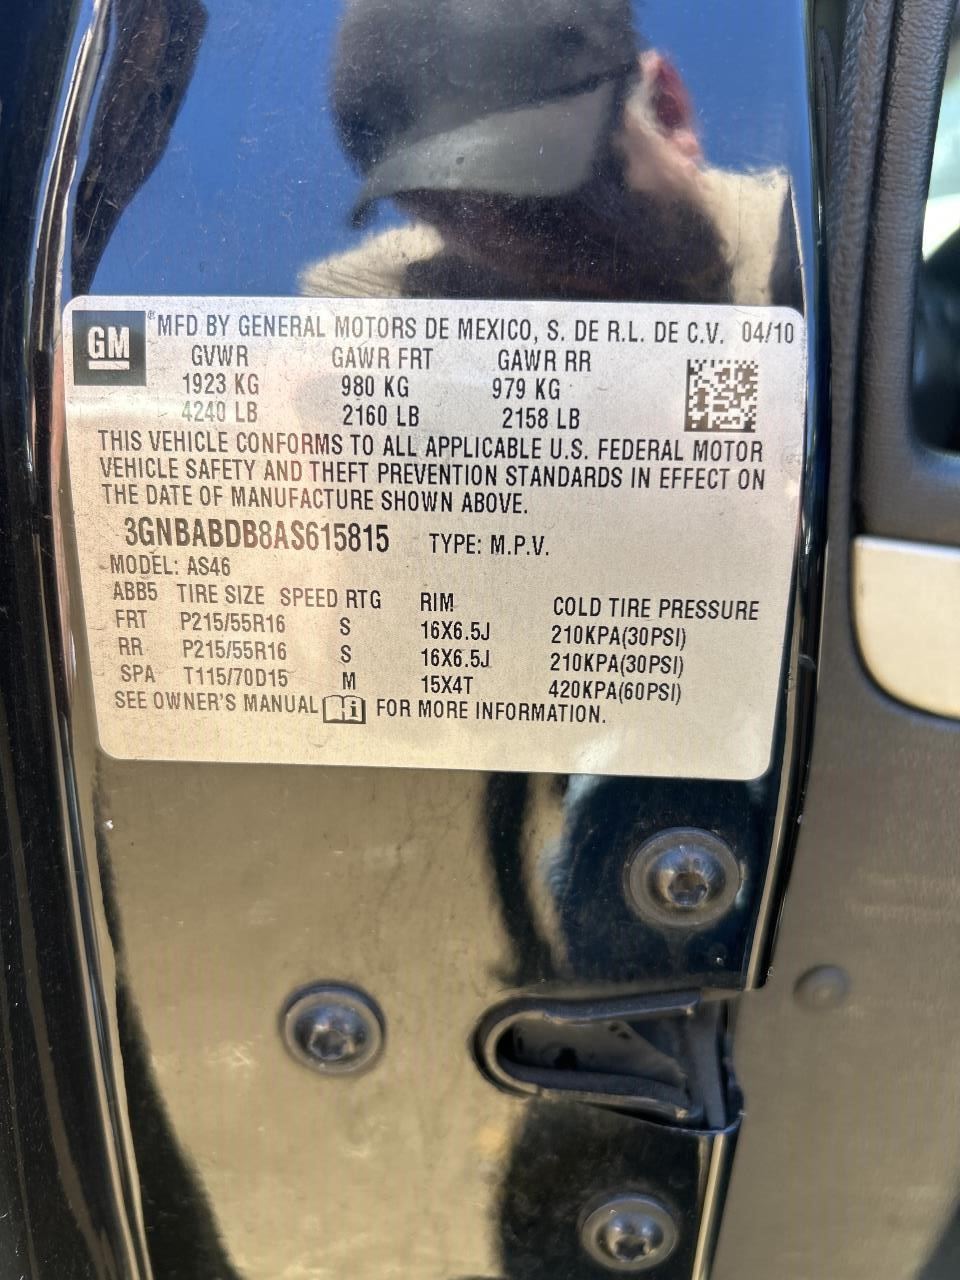 GM ® MFD BY GENERAL MOTORS DE MEXICO, S. DE R.L. DE C.V. 04/10
GVWR GAWR FRT GAWR RR
1923 KG 980 KG 979 KG
4240 LB 2160 LB 2158 LB
THIS VEHICLE CONFORMS TO ALL APPLICABLE U.S. FEDERAL MOTOR
VEHICLE SAFETY AND THEFT PREVENTION STANDARDS IN EFFECT ON
THE DATE OF MANUFACTURE SHOWN ABOVE.
3GNBABDB8AS615815 TYPE: M.P.V.
MODEL: AS46
ABB5 TIRE SIZE SPEED RTG RIM COLD TIRE PRESSURE
FRT P215/55R16 S 16X6.5J 210KPA(30PSI)
RR P215/55R16 S 16X6.5J 210KPA(30PSI)
SPA T115/70D15 M 15X4T 420KPA(60PSI)
SEE OWNER'S MANUAL i FOR MORE INFORMATION.